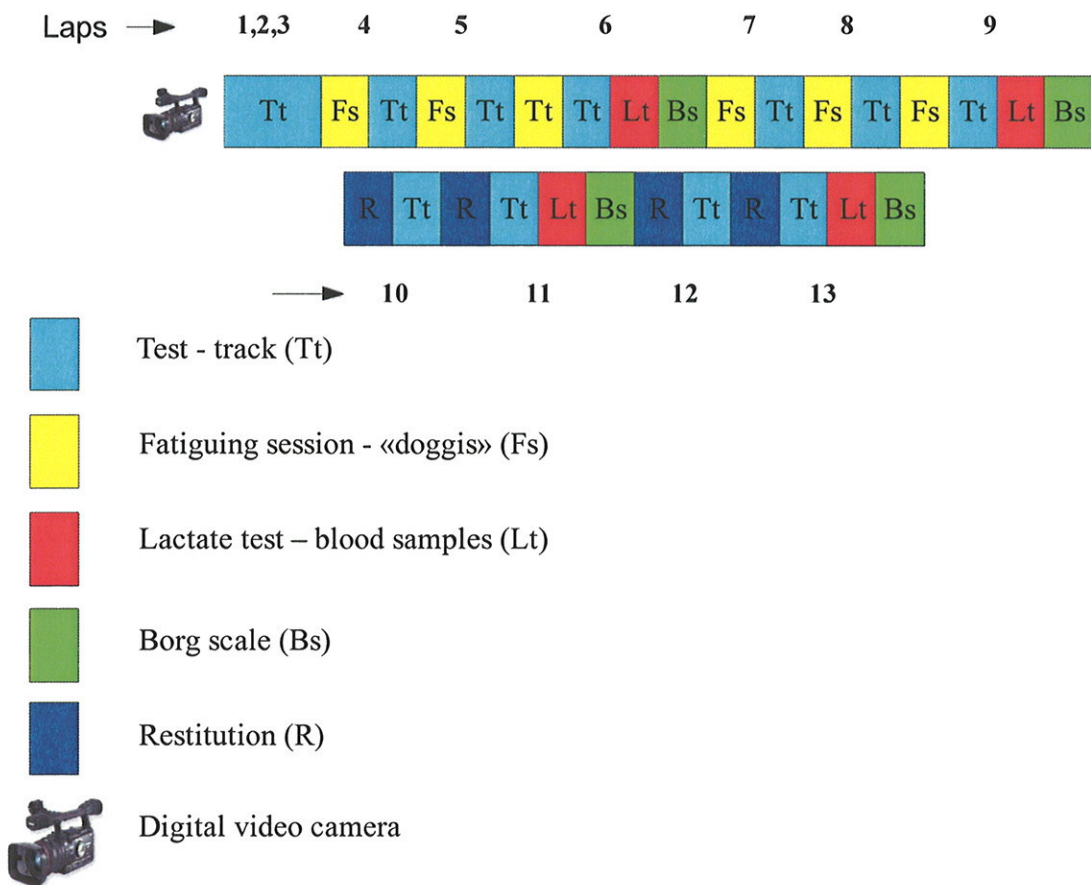 Laps 1,2,3 4 5 6 7 8 9
Tt Fs Tt Fs Tt Tt Tt Lt Bs Fs Tt Fs Tt Fs Tt Lt Bs
R Tt R Tt Lt Bs R Tt R Tt Lt Bs
10 11 12 13
Test - track (Tt)
Fatiguing session - «doggis» (Fs)
Lactate test – blood samples (Lt)
Borg scale (Bs)
Restitution (R)
Digital video camera